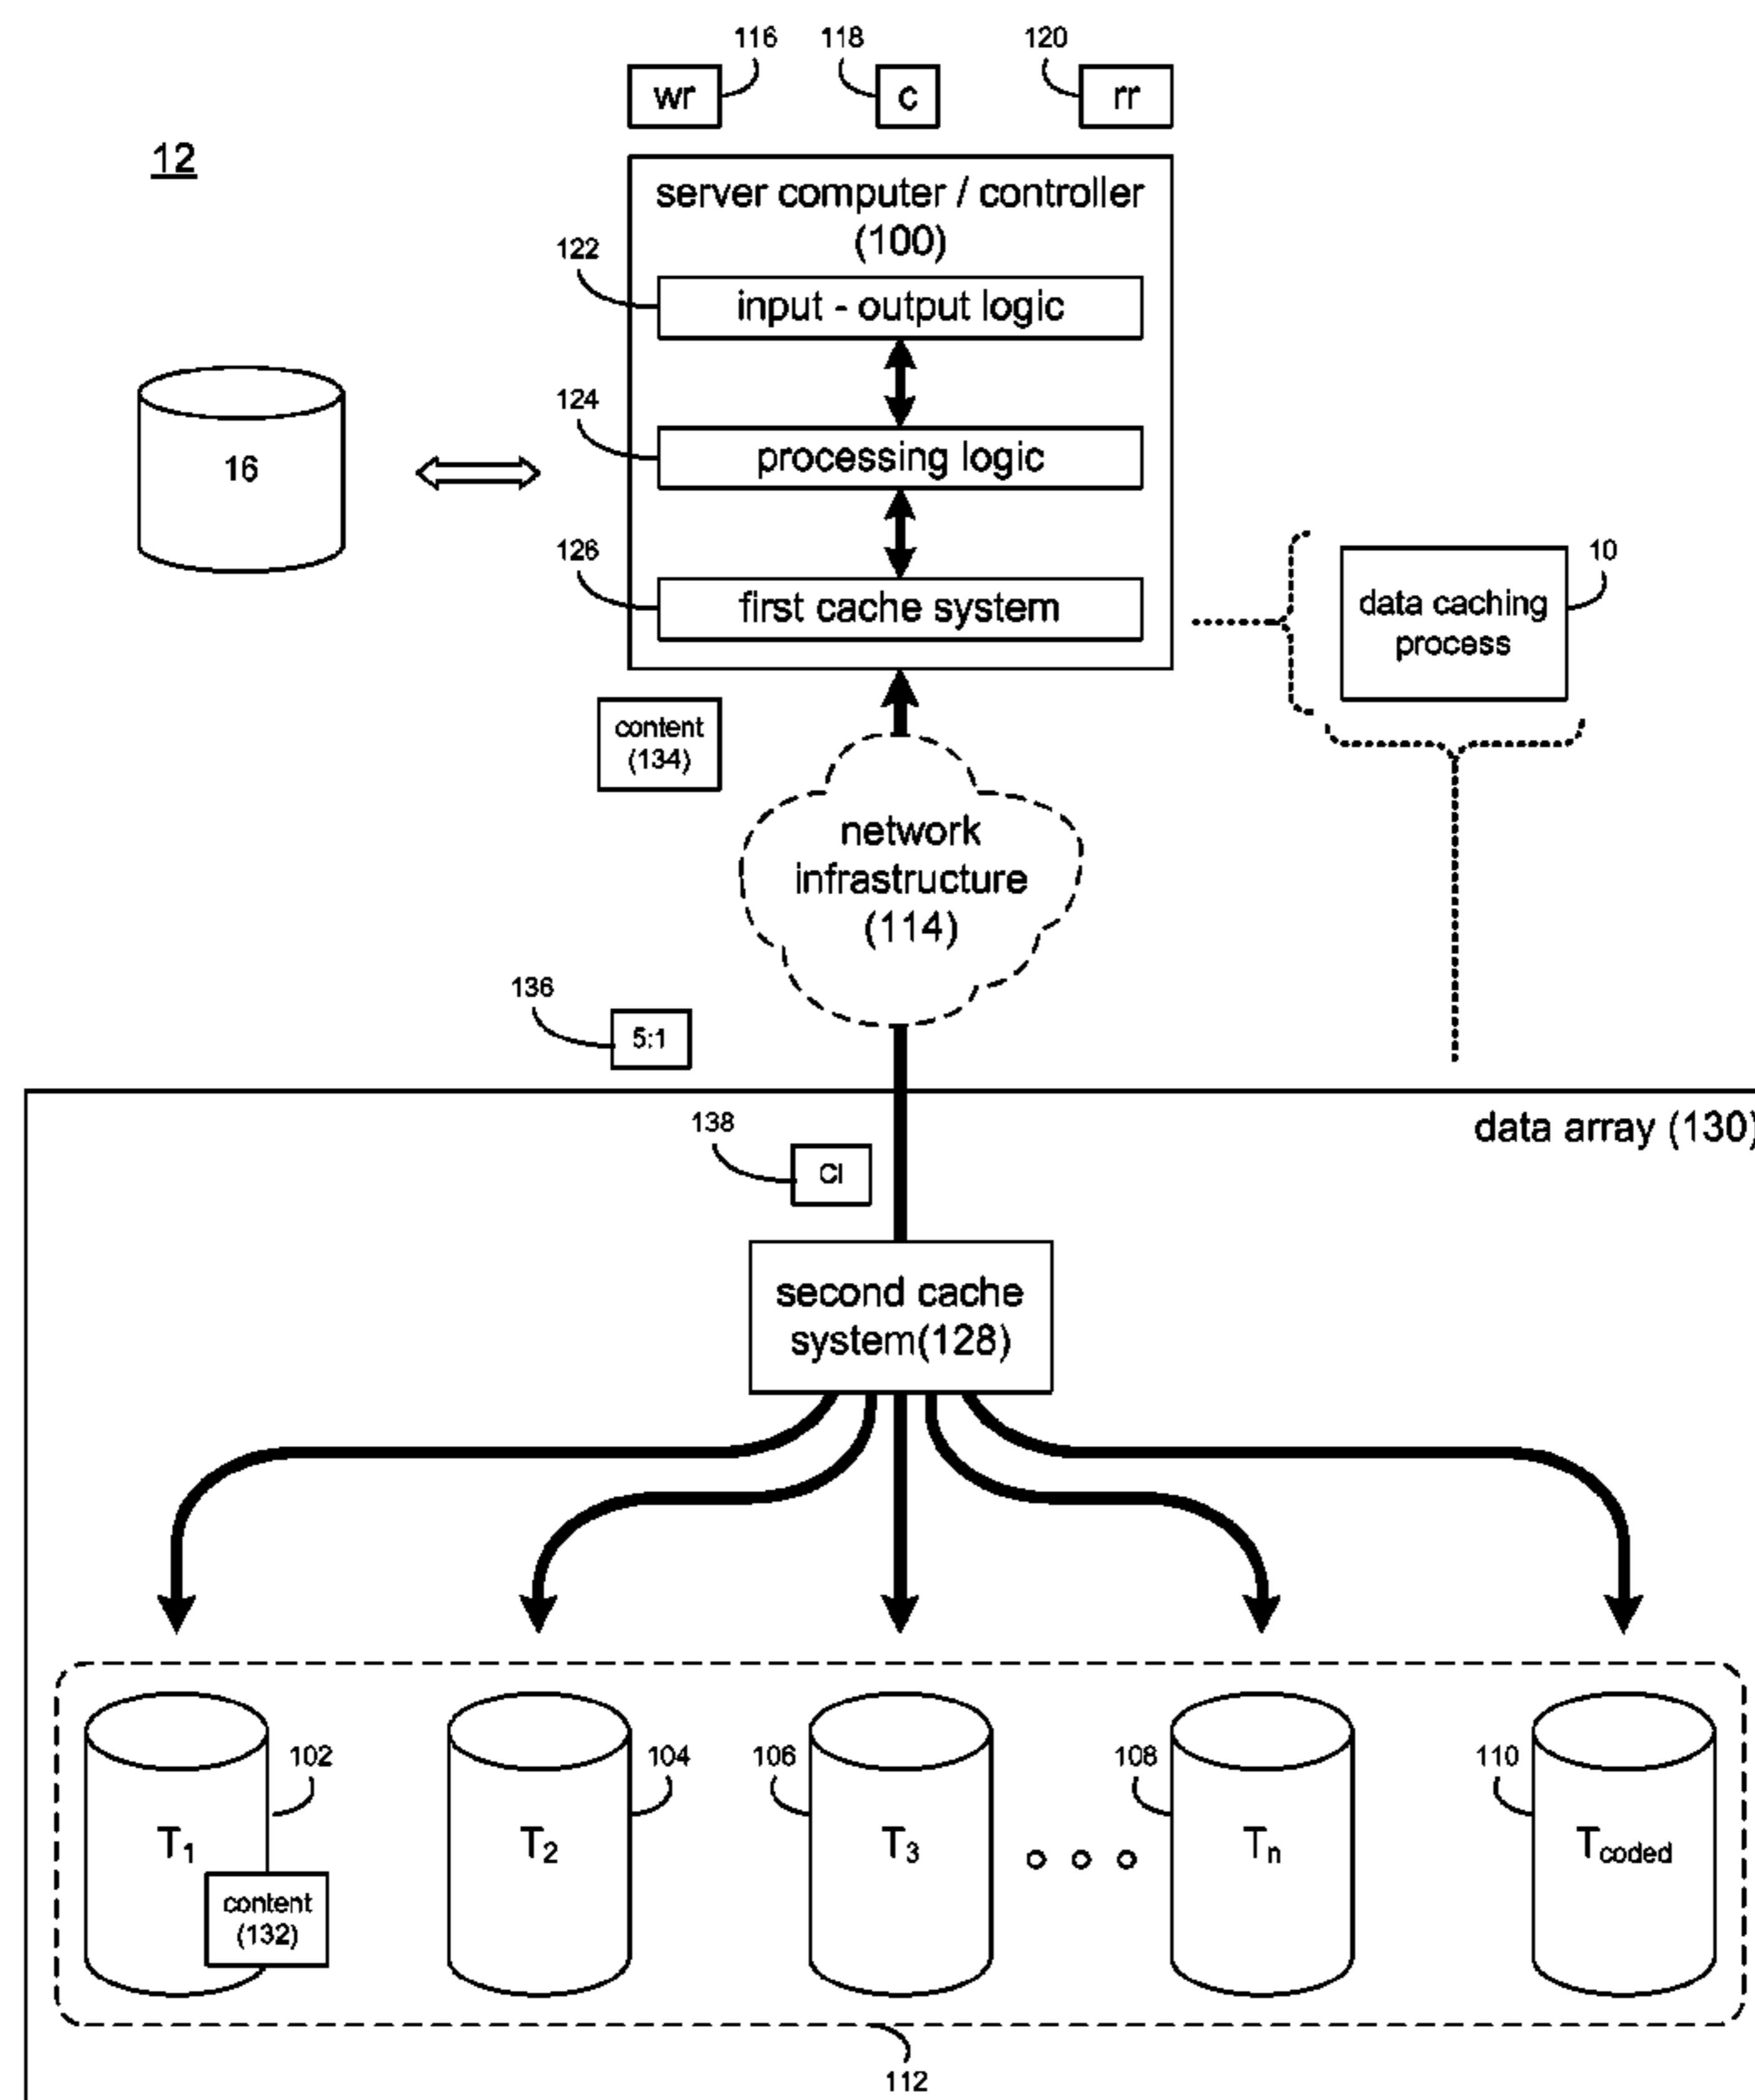 116
118
120
wr
c
rr
12
server computer / controller
(100)
122
input - output logic
124
processing logic
16
126
first cache system
10
data caching
process
content
(134)
network
infrastructure
(114)
136
5:1
data array (130)
138
CI
second cache
system(128)
102
104
106
108
110
T1
T2
T3
Tn
Tcoded
content
(132)
112